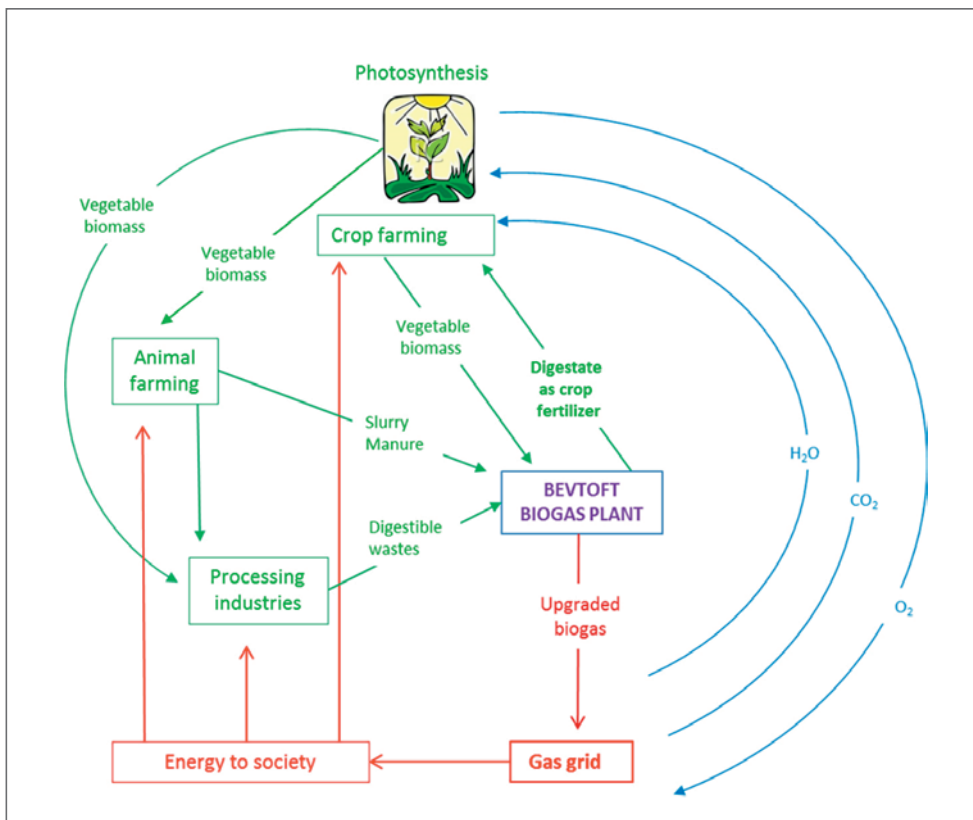 Photosynthesis
Crop farming
Vegetable
biomass
Vegetable
biomass
Vegetable
biomass
Digestate
as crop
fertilizer
Animal
farming
Slurry
Manure
BEVTOFT
BIOGAS PLANT
Digestible
wastes
Processing
industries
Upgraded
biogas
H₂O
CO₂
O₂
Energy to society
Gas grid